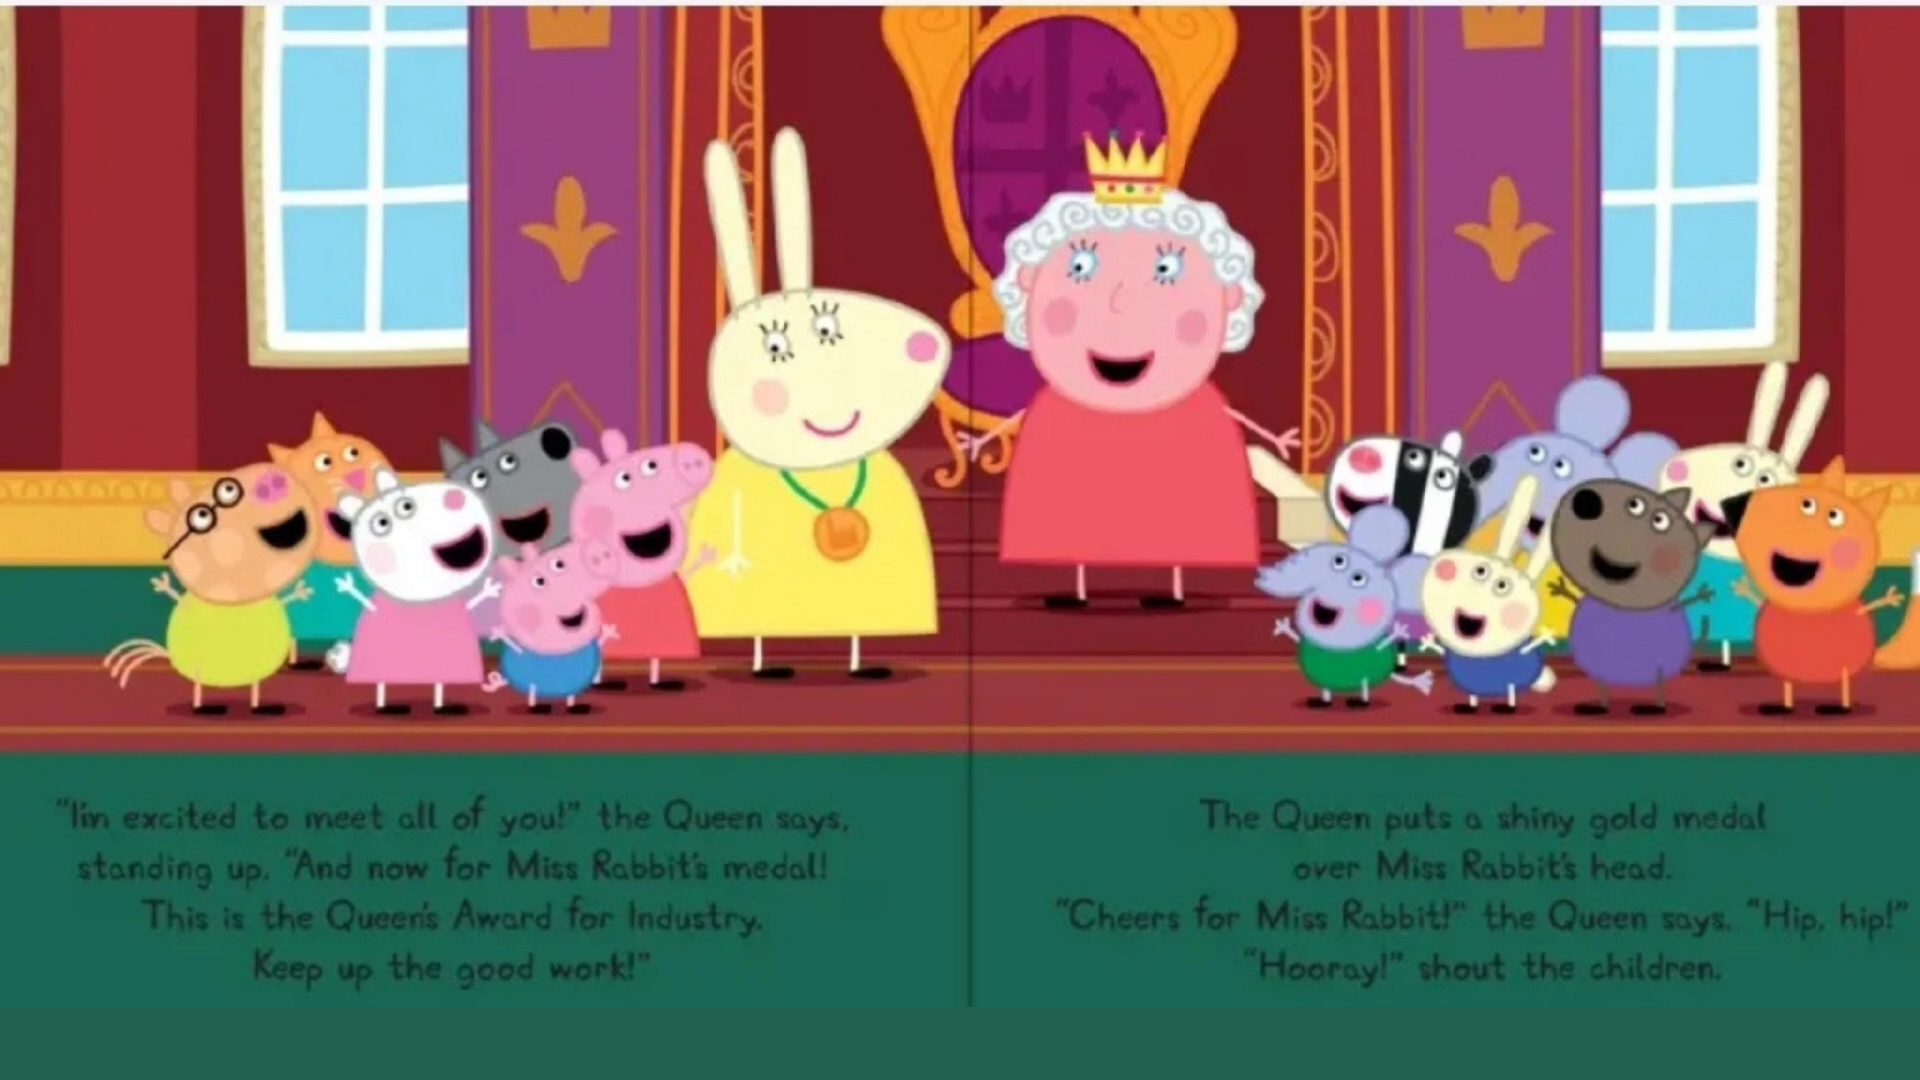 "I'm excited to meet all of you!" the Queen says,
standing up. "And now for Miss Rabbit's medal!
This is the Queen's Award for Industry.
Keep up the good work!"
The Queen puts a shiny gold medal
over Miss Rabbit's head.
"Cheers for Miss Rabbit!" the Queen says. "Hip, hip!"
"Hooray!" shout the children.